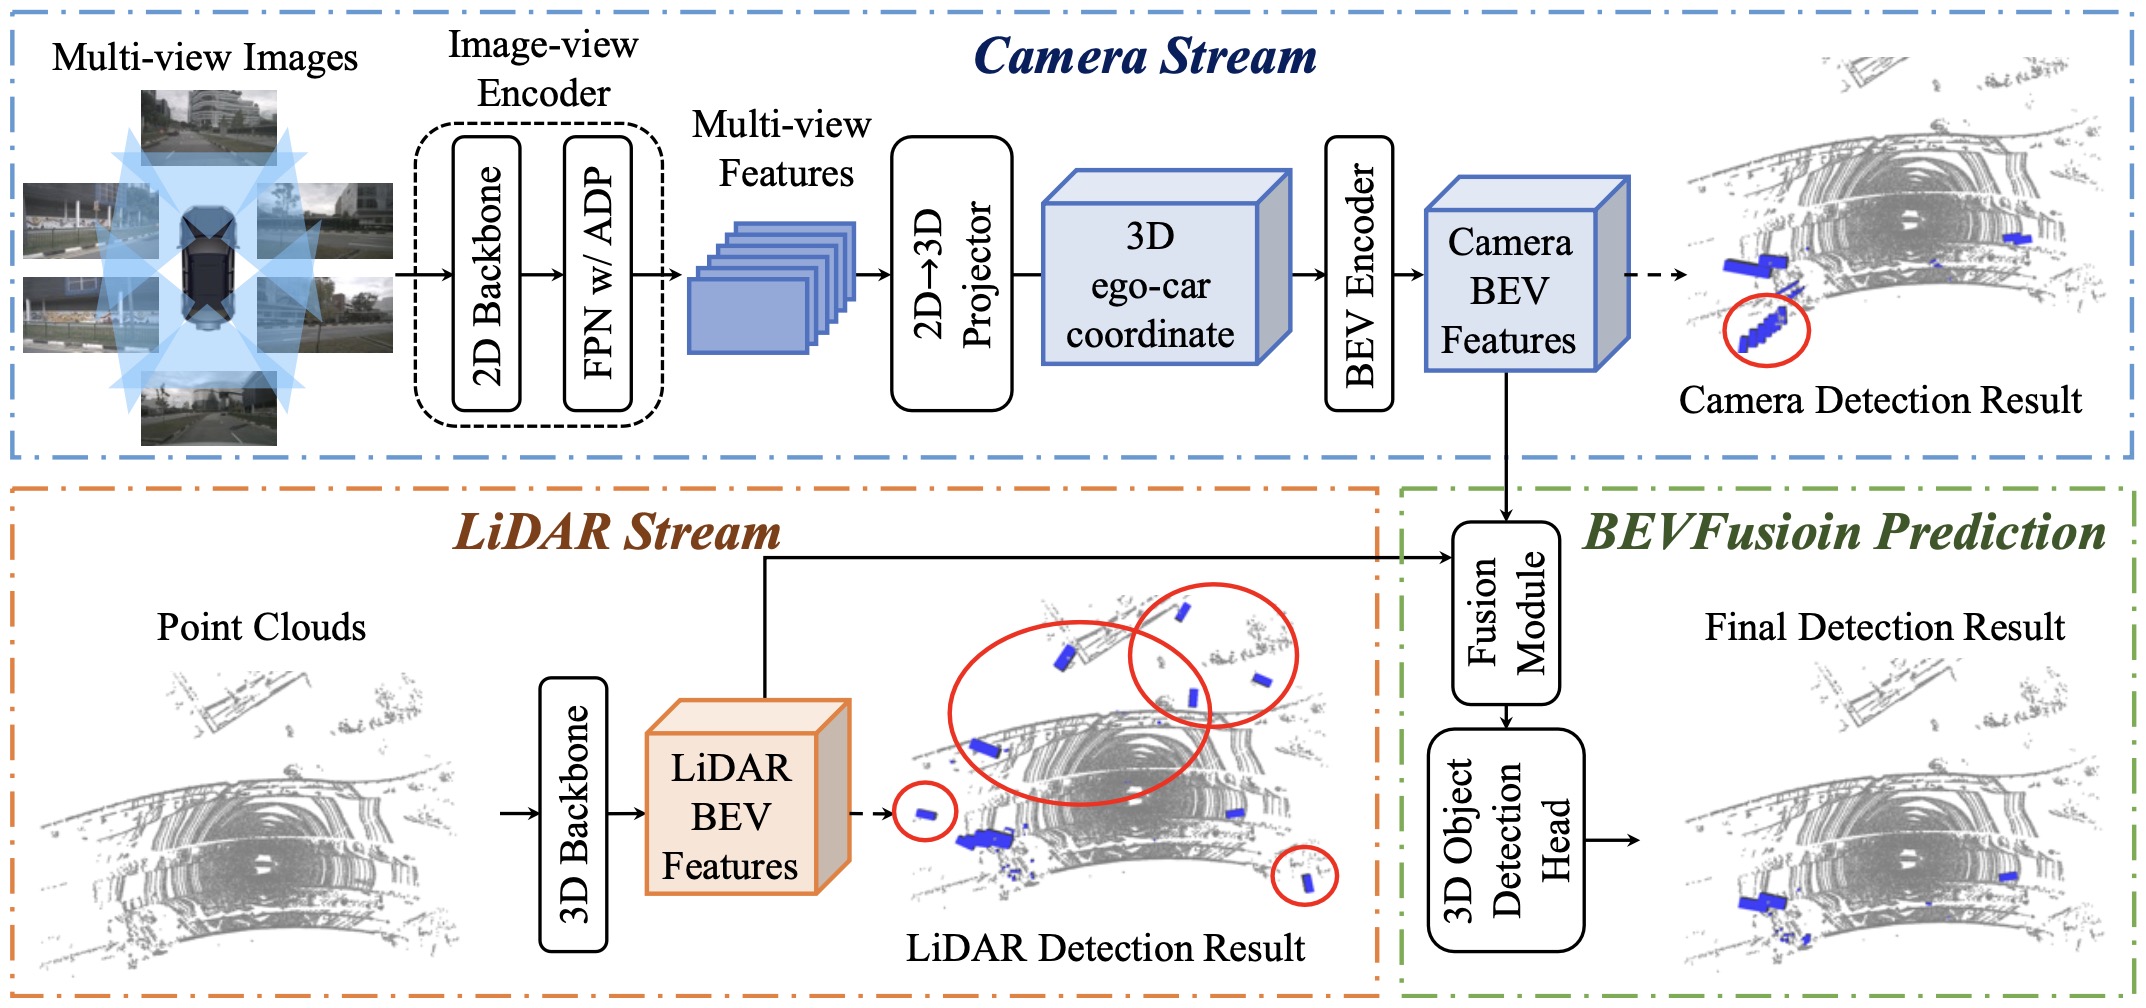 Camera Stream
Multi-view Images
Image-view
Encoder
2D Backbone
FPN w/ ADP
Multi-view
Features
2D→3D
Projector
3D
ego-car
coordinate
BEV Encoder
Camera
BEV
Features
Camera Detection Result
LiDAR Stream
Point Clouds
3D Backbone
LiDAR
BEV
Features
LiDAR Detection Result
BEVFusioin Prediction
Fusion
Module
3D Object
Detection
Head
Final Detection Result